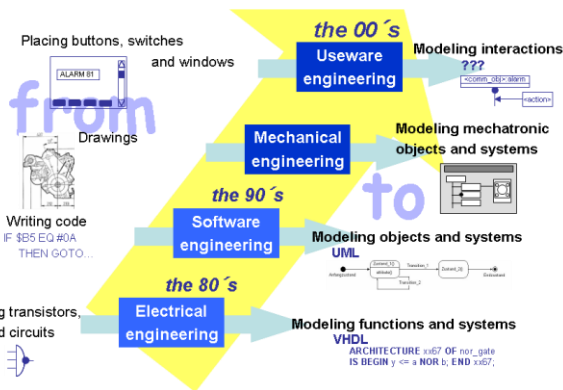 the 00´s
Placing buttons, switches
and windows
ALARM 81
Useware
engineering
Modeling interactions
???
<comm_obj>:alarm
<action>
from
Drawings
Mechanical
engineering
Modeling mechatronic
objects and systems
to
the 90´s
Writing code
IF $B5 EQ #0A
THEN GOTO...
Software
engineering
Modeling objects and systems
UML
Transition_1
Transition_2
the 80´s
g transistors,
d circuits
Electrical
engineering
Modeling functions and systems
VHDL
ARCHITECTURE xx67 OF nor_gate
IS BEGIN y <= a NOR b; END xx67;